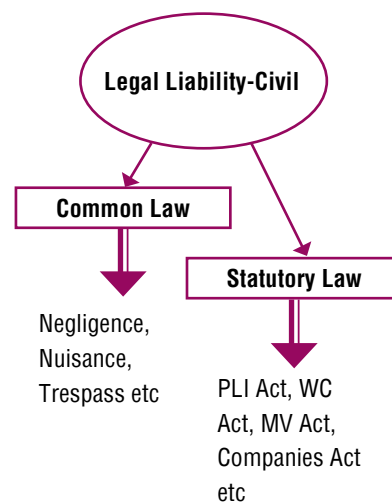 Legal Liability-Civil
Common Law
Statutory Law
Negligence,
Nuisance,
Trespass etc
PLI Act, WC
Act, MV Act,
Companies Act
etc